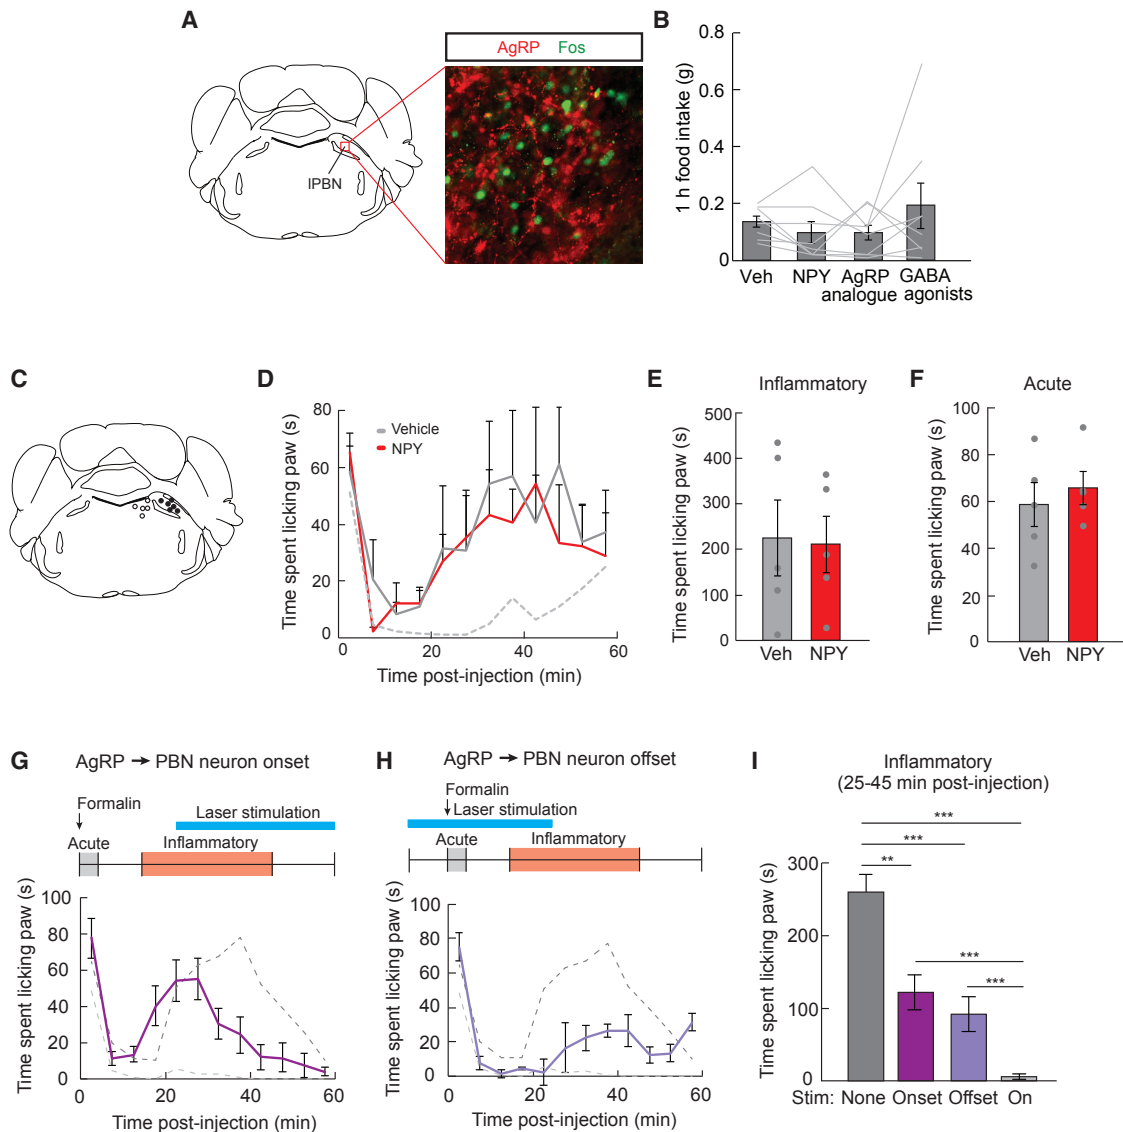 A
AgRP Fos
lPBN
B
1 h food intake (g)
0.8
0.6
0.4
0.2
0
Veh NPY AgRP analogue GABA agonists
C
D
Time spent licking paw (s)
80
60
40
20
0
Vehicle
NPY
0 20 40 60
Time post-injection (min)
E
Inflammatory
Time spent licking paw (s)
500
400
300
200
100
0
Veh NPY
F
Acute
Time spent licking paw (s)
100
80
60
40
20
0
Veh NPY
G
AgRP → PBN neuron onset
Formalin
Laser stimulation
Acute Inflammatory
Time spent licking paw (s)
100
80
60
40
20
0
0 20 40 60
Time post-injection (min)
H
AgRP → PBN neuron offset
Formalin
Laser stimulation
Acute Inflammatory
Time spent licking paw (s)
100
80
60
40
20
0
0 20 40 60
Time post-injection (min)
I
Inflammatory
(25-45 min post-injection)
***
***
**
***
***
Time spent licking paw (s)
300
200
100
0
Stim: None Onset Offset On